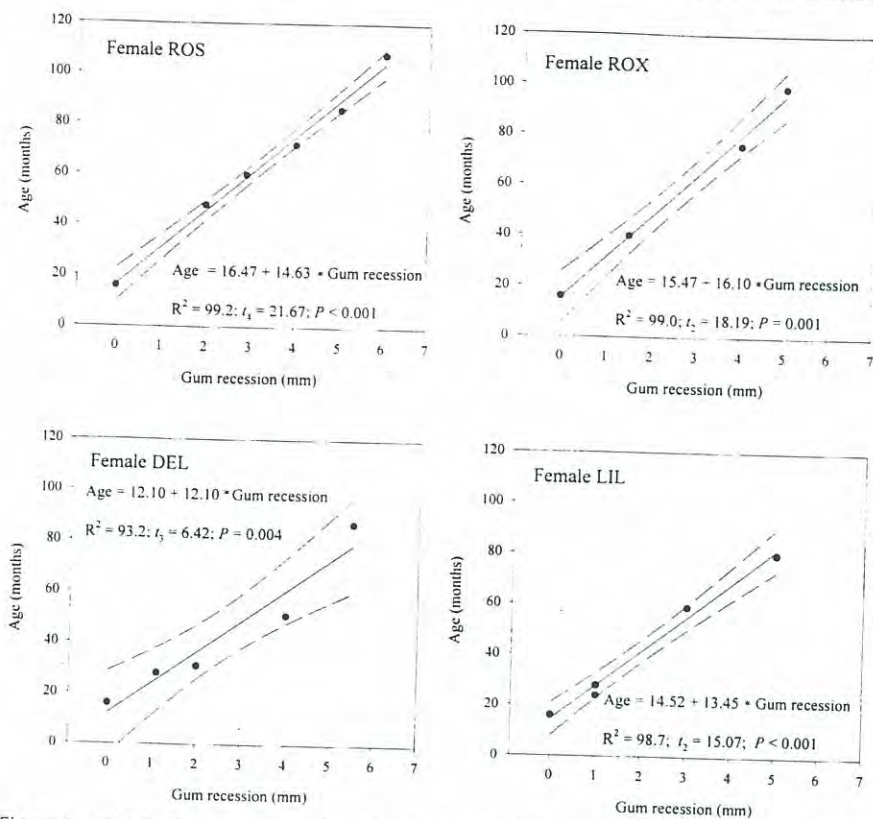 120
100
80
60
40
20
0
Age (months)
Female ROS
Age = 16.47 + 14.63 * Gum recession
R² = 99.2; t₄ = 21.67; P < 0.001
0 1 2 3 4 5 6 7
Gum recession (mm)
120
100
80
60
40
20
0
Age (months)
Female ROX
Age = 15.47 - 16.10 * Gum recession
R² = 99.0; t₂ = 18.19; P = 0.001
0 1 2 3 4 5 6 7
Gum recession (mm)
120
100
80
60
40
20
0
Age (months)
Female DEL
Age = 12.10 + 12.10 * Gum recession
R² = 93.2; t₃ = 6.42; P = 0.004
0 1 2 3 4 5 6 7
Gum recession (mm)
120
100
80
60
40
20
0
Age (months)
Female LIL
Age = 14.52 + 13.45 * Gum recession
R² = 98.7; t₂ = 15.07; P < 0.001
0 1 2 3 4 5 6 7
Gum recession (mm)